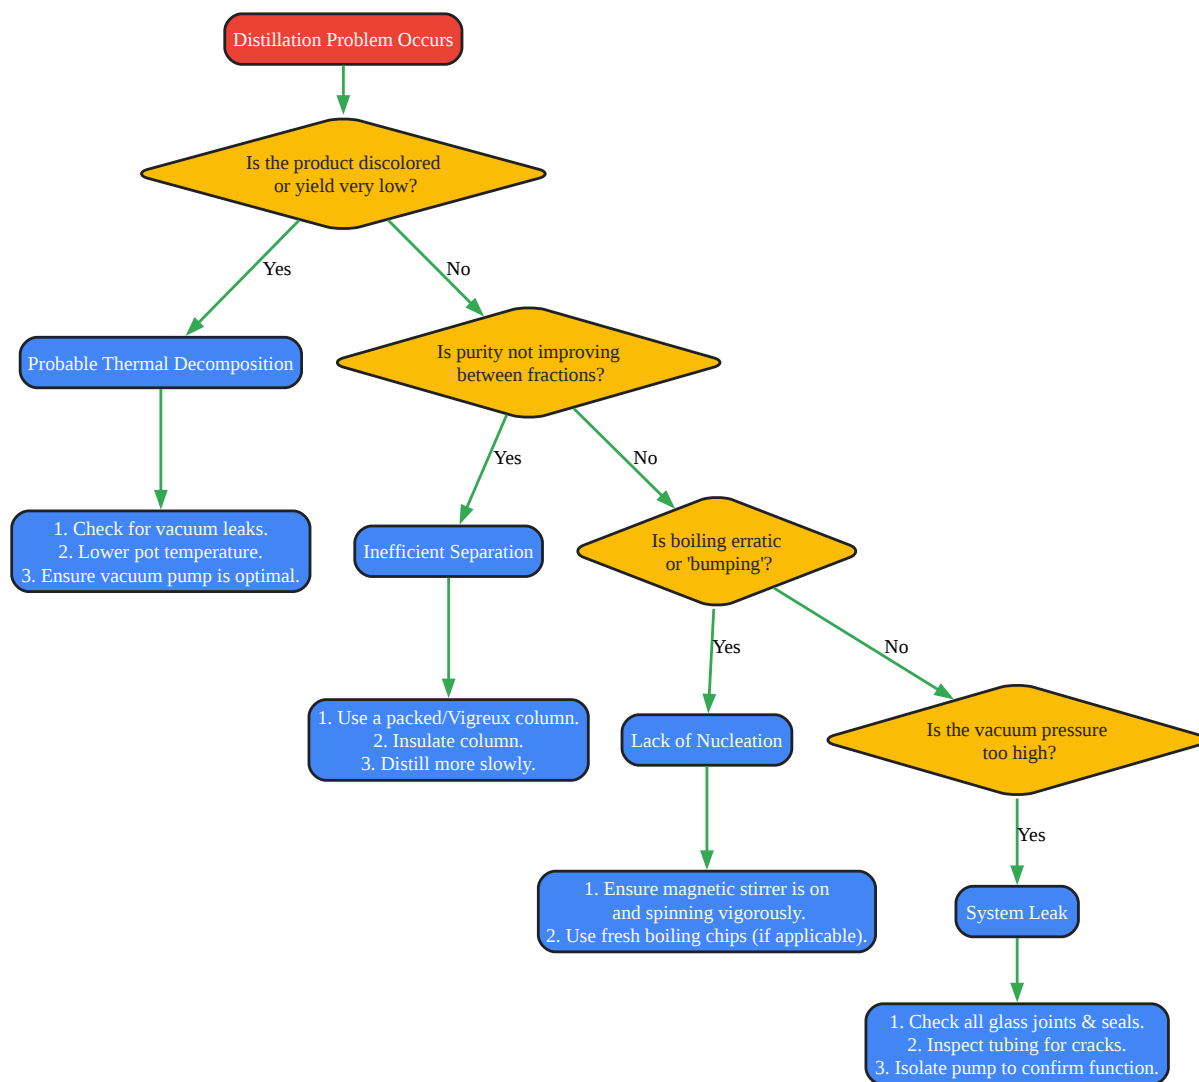 Distillation Problem Occurs
Is the product discolored
or yield very low?
Yes
No
Probable Thermal Decomposition
Is purity not improving
between fractions?
Yes
No
1. Check for vacuum leaks.
2. Lower pot temperature.
3. Ensure vacuum pump is optimal.
Inefficient Separation
Is boiling erratic
or 'bumping'?
Yes
No
1. Use a packed/Vigreux column.
2. Insulate column.
3. Distill more slowly.
Lack of Nucleation
Is the vacuum pressure
too high?
Yes
1. Ensure magnetic stirrer is on
and spinning vigorously.
2. Use fresh boiling chips (if applicable).
System Leak
1. Check all glass joints & seals.
2. Inspect tubing for cracks.
3. Isolate pump to confirm function.